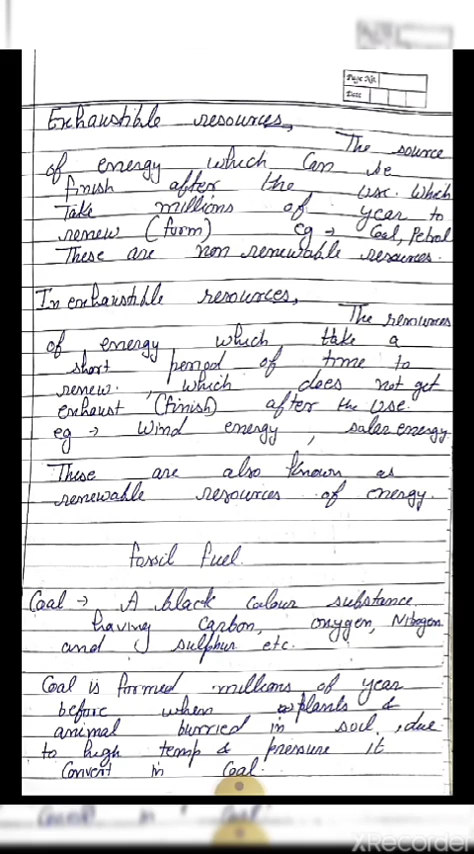 Page No.
Date
Exhaustible resources,
The source
of energy which can be
finish after the use. Which
Take millions of year to
renew (form) eg → Coal, Petrol
These are non renewable resources.
In exhaustible resources,
The resources
of energy which take a
short period of time to
renew. , which does not get
exhaust (finish) after the use.
eg → Wind energy, solar energy
These are also known as
renewable resources of energy.
fossil fuel.
Coal → A black colour substance
having carbon, oxygen, Nitrogen
and sulphur etc.
Coal is formed millions of year
before when plants &
animal burried in soil, due
to high temp & pressure it
convert in Coal.
XRecorder